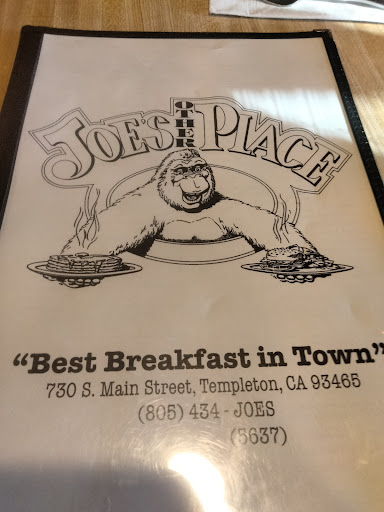 JOE'S OTHER PLACE
“Best Breakfast in Town”
730 S. Main Street, Templeton, CA 93465
(805) 434 - JOES
(5637)